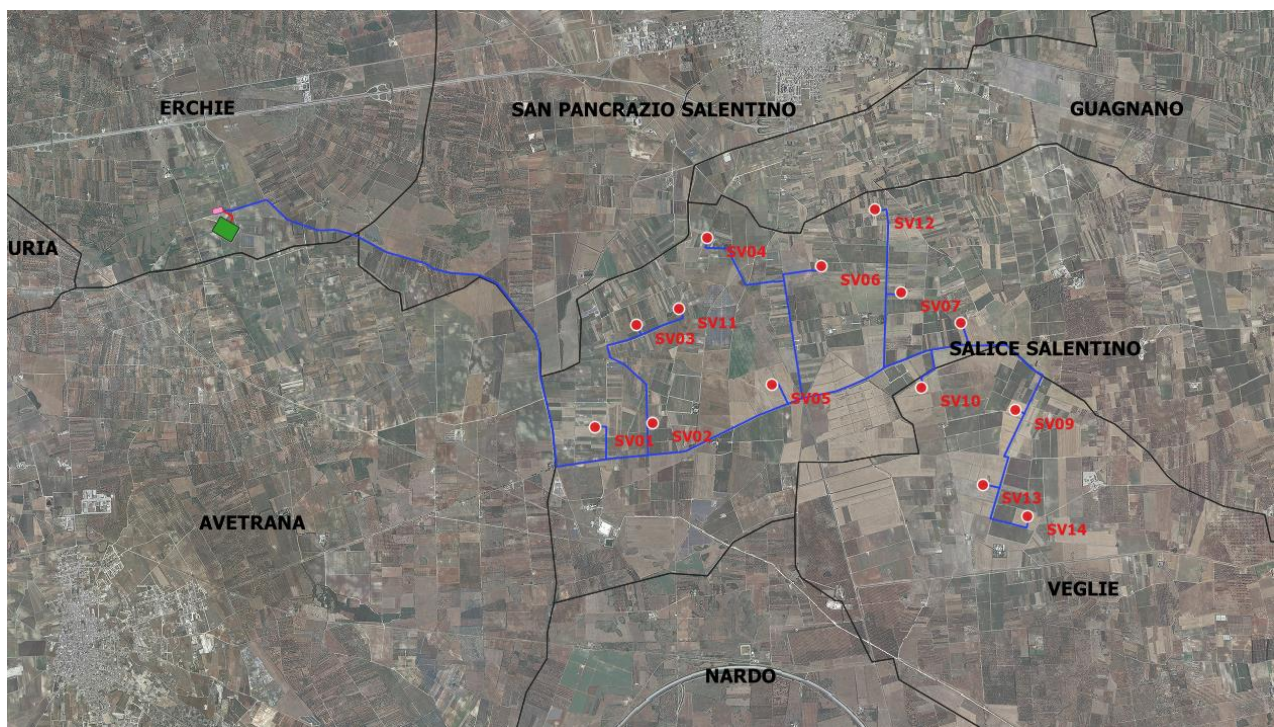 ERCHIE
SAN PANCRAZIO SALENTINO
GUAGNANO
URIA
SV12
SV04
SV06
SV07
SV11
SV03
SALICE SALENTINO
SV05
SV10
SV09
SV01
SV02
SV13
SV14
AVETRANA
VEGLIE
NARDO